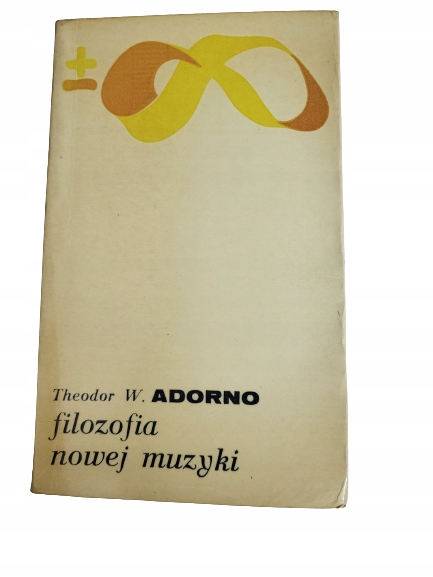 ±
Theodor W. ADORNO
filozofia
nowej muzyki